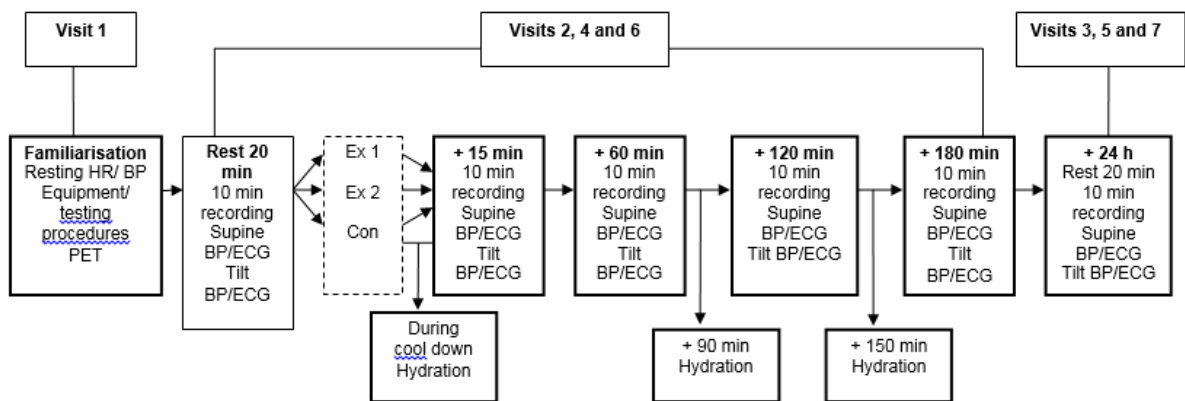 Visit 1
Visits 2, 4 and 6
Visits 3, 5 and 7
Familiarisation
Resting HR/ BP
Equipment/
testing
procedures
PET
Rest 20
min
10 min
recording
Supine
BP/ECG
Tilt
BP/ECG
Ex 1
Ex 2
Con
+ 15 min
10 min
recording
Supine
BP/ECG
Tilt
BP/ECG
+ 60 min
10 min
recording
Supine
BP/ECG
Tilt
BP/ECG
+ 120 min
10 min
recording
Supine
BP/ECG
Tilt BP/ECG
+ 180 min
10 min
recording
Supine
BP/ECG
Tilt
BP/ECG
+ 24 h
Rest 20 min
10 min
recording
Supine
BP/ECG
Tilt BP/ECG
During
cool down
Hydration
+ 90 min
Hydration
+ 150 min
Hydration